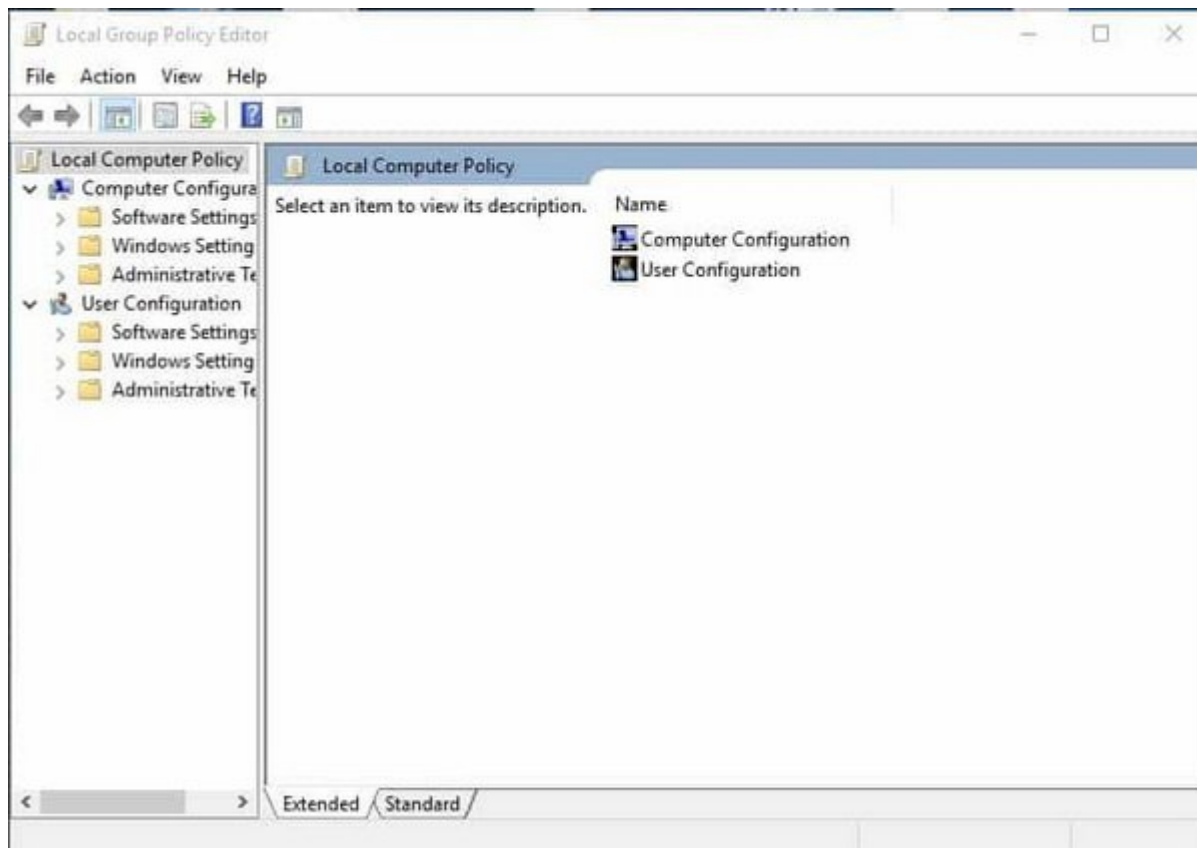 Local Group Policy Editor
File Action View Help
Local Computer Policy
Computer Configura
Software Settings
Windows Setting
Administrative Te
User Configuration
Software Settings
Windows Setting
Administrative Te
Local Computer Policy
Select an item to view its description.
Name
Computer Configuration
User Configuration
Extended Standard